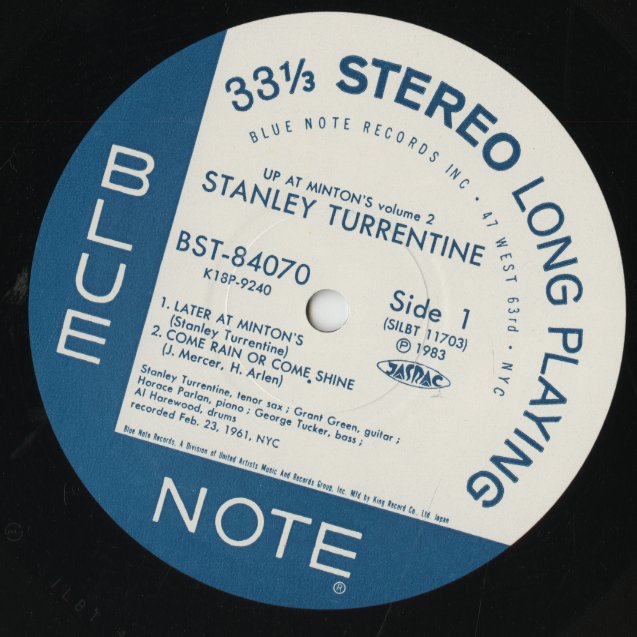 33⅓ STEREO LONG PLAYING
BLUE NOTE RECORDS INC • 47 WEST 63rd • NYC
UP AT MINTON'S volume 2
STANLEY TURRENTINE
BST-84070
K18P-9240
Side 1
(SILBT 11703)
Ⓟ 1983
JASRAC
1. LATER AT MINTON'S
(Stanley Turrentine)
2. COME RAIN OR COME SHINE
(J. Mercer, H. Arlen)
Stanley Turrentine, tenor sax ; Grant Green, guitar ;
Horace Parlan, piano ; George Tucker, bass ;
Al Harewood, drums
recorded Feb. 23, 1961, NYC
Blue Note Records, A Division of United Artists Music And Records Group, Inc. Mfd by King Record Co., Ltd. Japan
BLUE
NOTE ®